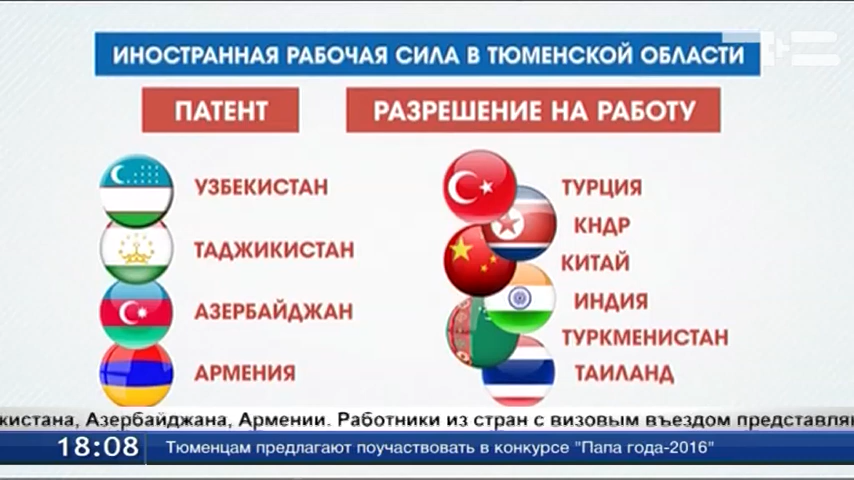 ИНОСТРАННАЯ РАБОЧАЯ СИЛА В ТЮМЕНСКОЙ ОБЛАСТИ
ПАТЕНТ
РАЗРЕШЕНИЕ НА РАБОТУ
УЗБЕКИСТАН
ТАДЖИКИСТАН
АЗЕРБАЙДЖАН
АРМЕНИЯ
ТУРЦИЯ
КНДР
КИТАЙ
ИНДИЯ
ТУРКМЕНИСТАН
ТАИЛАНД
кистана, Азербайджана, Армении. Работники из стран с визовым въездом представля
18:08 Тюменцам предлагают поучаствовать в конкурсе "Папа года-2016"